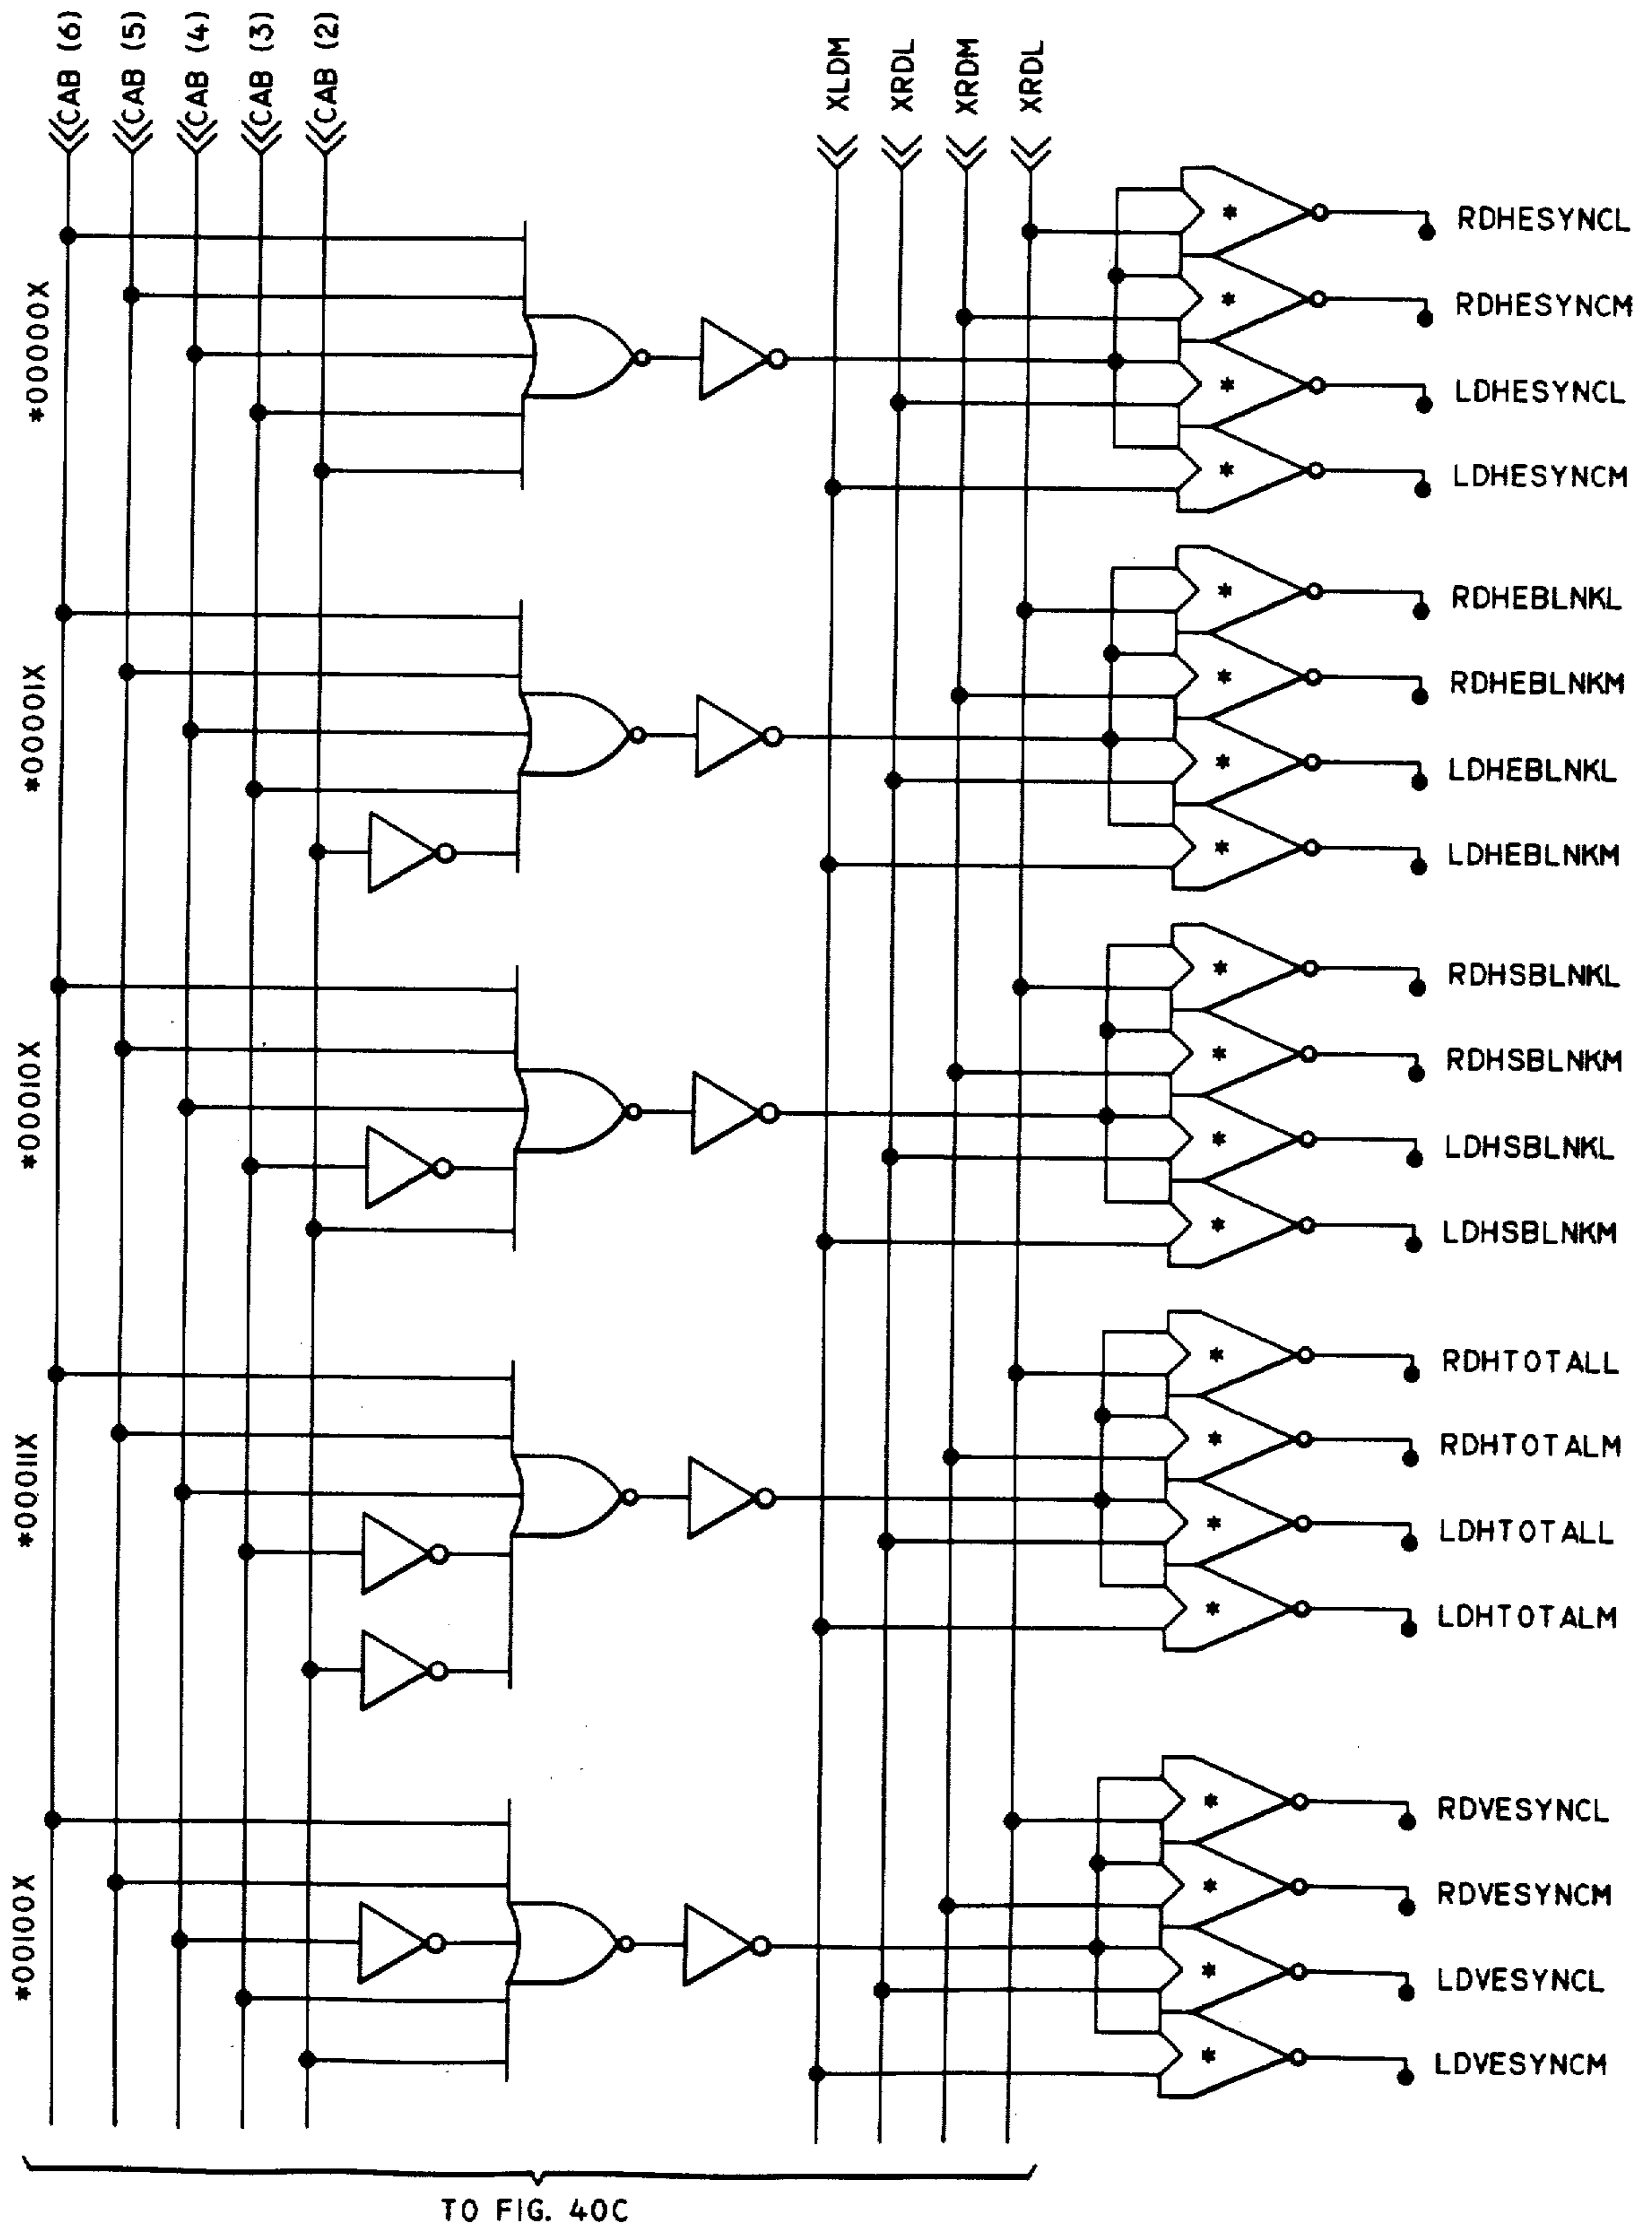 CAB (6)
CAB (5)
CAB (4)
CAB (3)
CAB (2)
XLDM
XRDL
XRDM
XRDL
*00000X
*00001X
*00010X
*00011X
*00100X
*
RDHESYNCL
*
RDHESYNCM
*
LDHESYNCL
*
LDHESYNCM
*
RDHEBLNKL
*
RDHEBLNKM
*
LDHEBLNKL
*
LDHEBLNKM
*
RDHSBLNKL
*
RDHSBLNKM
*
LDHSBLNKL
*
LDHSBLNKM
*
RDHTOTALL
*
RDHTOTALM
*
LDHTOTALL
*
LDHTOTALM
*
RDVESYNCL
*
RDVESYNCM
*
LDVESYNCL
*
LDVESYNCM
TO FIG. 40C